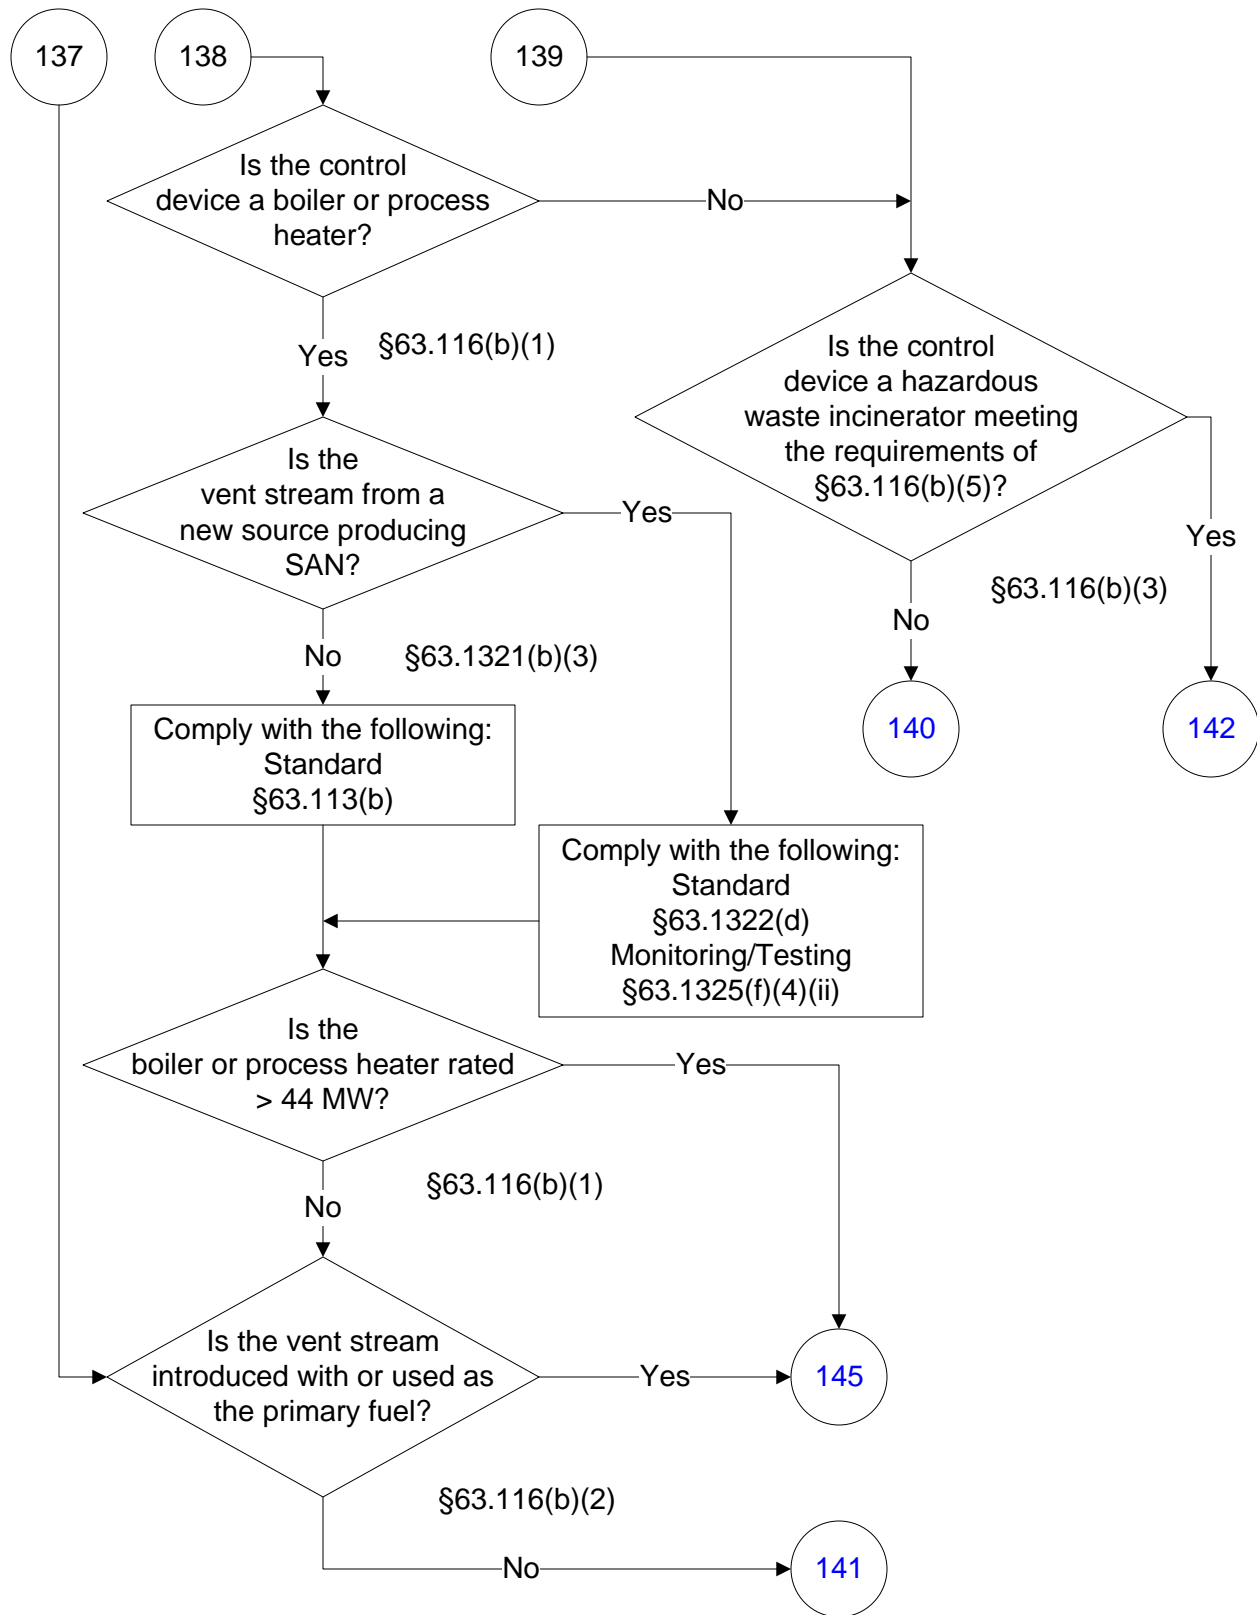 137
138
139
Is the control
device a boiler or process
heater?
No
Yes
§63.116(b)(1)
Is the control
device a hazardous
waste incinerator meeting
the requirements of
§63.116(b)(5)?
Is the
vent stream from a
new source producing
SAN?
Yes
Yes
§63.116(b)(3)
No
No
§63.1321(b)(3)
140
142
Comply with the following:
Standard
§63.113(b)
Comply with the following:
Standard
§63.1322(d)
Monitoring/Testing
§63.1325(f)(4)(ii)
Is the
boiler or process heater rated
> 44 MW?
Yes
§63.116(b)(1)
No
Is the vent stream
introduced with or used as
the primary fuel?
Yes
145
§63.116(b)(2)
No
141